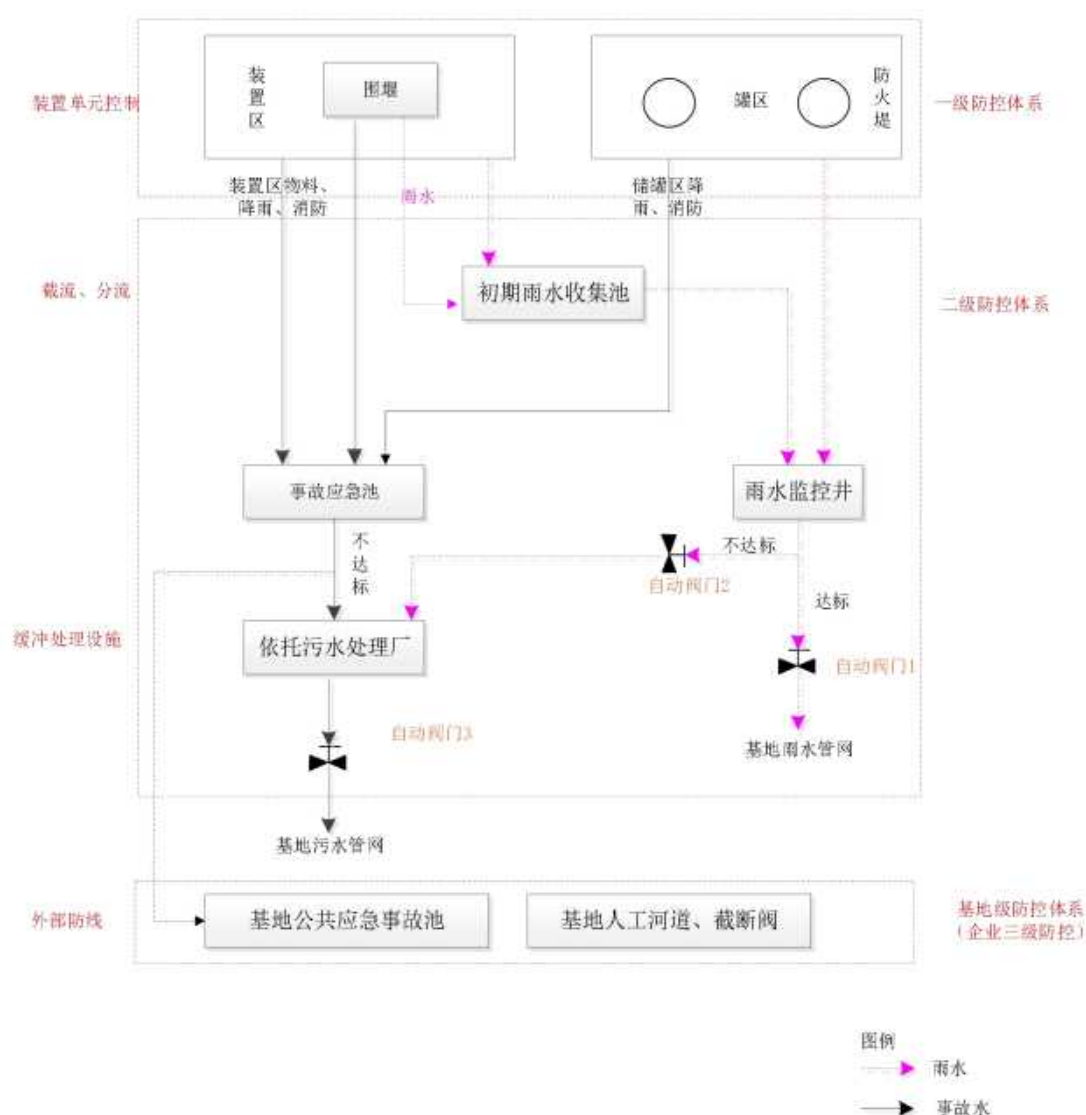 装置区
围堰
罐区
防火堤
装置单元控制
一级防控体系
装置区物料、
降雨、消防
雨水
储罐区降
雨、消防
截流、分流
初期雨水收集池
二级防控体系
事故应急池
雨水监控井
不达标
不达标
自动阀门2
达标
缓冲处理设施
依托污水处理厂
自动阀门1
自动阀门3
基地雨水管网
基地污水管网
外部防线
基地公共应急事故池
基地人工河道、截断阀
基地级防控体系
(企业三级防控)
图例
雨水
事故水